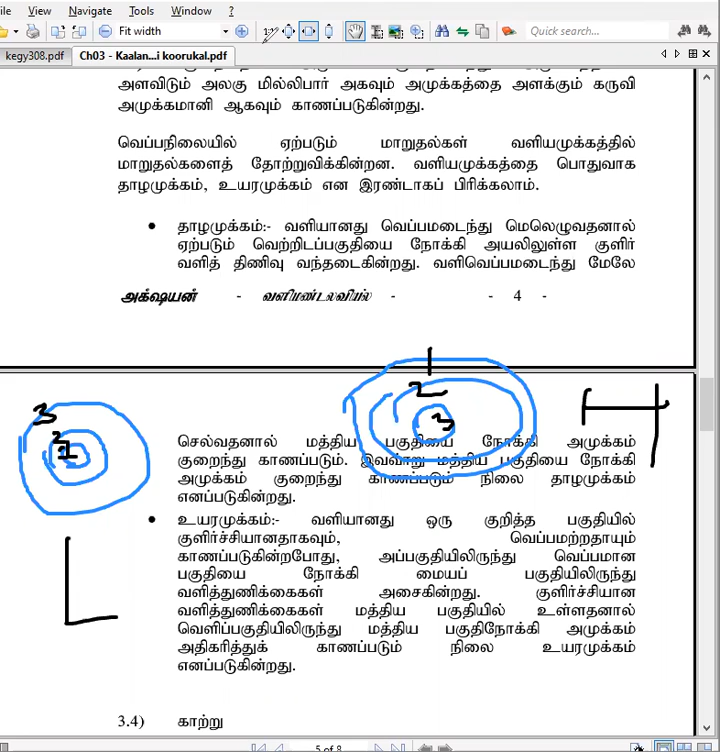 ile View Navigate Tools Window ?
Fit width
Quick search...
kegy308.pdf Ch03 - Kaalan...i koorukal.pdf
அளவிடும் அலகு மில்லிபார் அகவும் அமுக்கத்தை அளக்கும் கருவி
அமுக்கமானி ஆகவும் காணப்படுகின்றது.
வெப்பநிலையில் ஏற்படும் மாறுதல்கள் வளியமுக்கத்தில்
மாறுதல்களைத் தோற்றுவிக்கின்றன. வளியமுக்கத்தை பொதுவாக
தாழமுக்கம், உயரமுக்கம் என இரண்டாகப் பிரிக்கலாம்.
• தாழமுக்கம்:- வளியானது வெப்பமடைந்து மெலெழுவதனால்
ஏற்படும் வெற்றிடப்பகுதியை நோக்கி அயலிலுள்ள குளிர்
வளித் திணிவு வந்தடைகின்றது. வளிவெப்பமடைந்து மேலே
அக்ஷயன் - வளிமண்டலவியல் - - 4 -
1
2
3
3
2
1
H
செல்வதனால் மத்திய பகுதியை நோக்கி அமுக்கம்
குறைந்து காணப்படும். இவ்வாறு மத்திய பகுதியை நோக்கி
அமுக்கம் குறைந்து காணப்படும் நிலை தாழமுக்கம்
எனப்படுகின்றது.
L
• உயரமுக்கம்:- வளியானது ஒரு குறித்த பகுதியில்
குளிர்ச்சியானதாகவும், வெப்பமற்றதாயும்
காணப்படுகின்றபோது, அப்பகுதியிலிருந்து வெப்பமான
பகுதியை நோக்கி மையப் பகுதியிலிருந்து
வளித்துணிக்கைகள் அசைகின்றது. குளிர்ச்சியான
வளித்துணிக்கைகள் மத்திய பகுதியில் உள்ளதனால்
வெளிப்பகுதியிலிருந்து மத்திய பகுதிநோக்கி அமுக்கம்
அதிகரித்துக் காணப்படும் நிலை உயரமுக்கம்
எனப்படுகின்றது.
3.4) காற்று
5 of 8